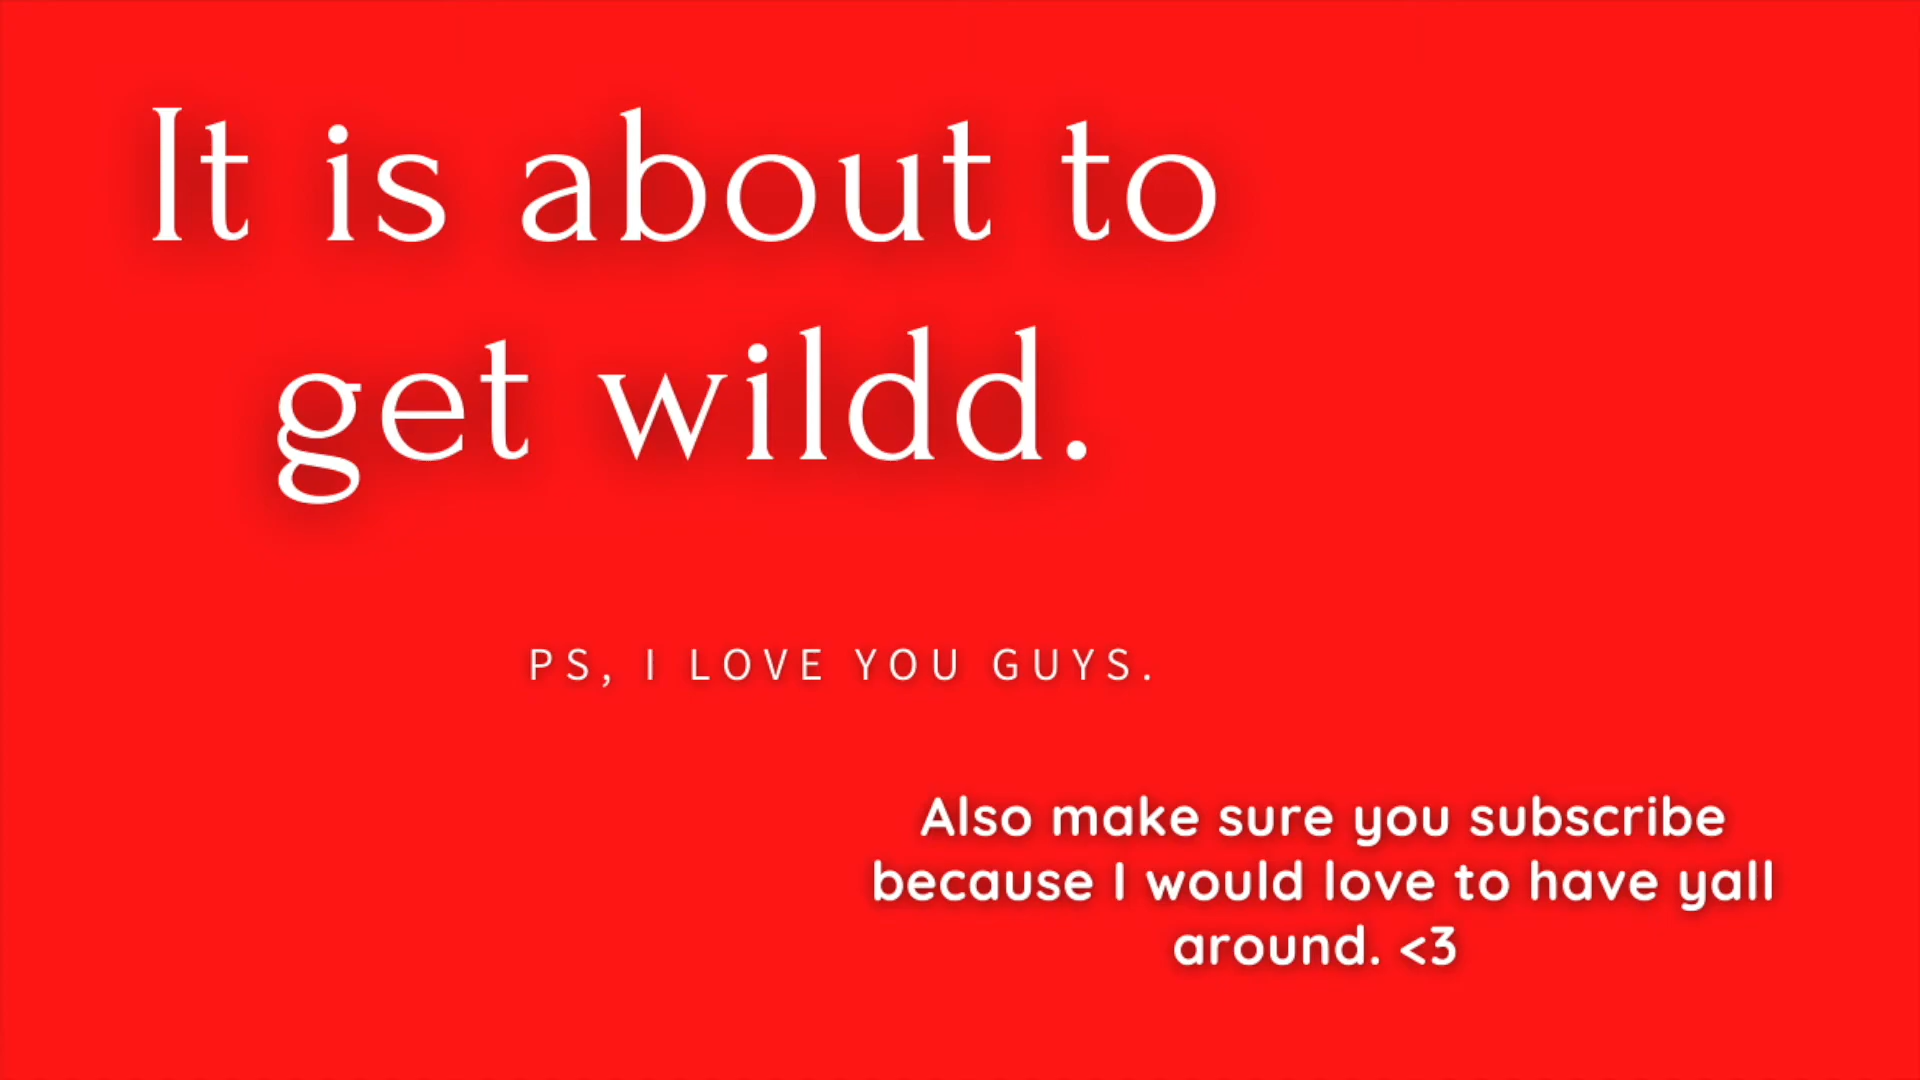 It is about to
get wildd.
PS, I LOVE YOU GUYS.
Also make sure you subscribe
because I would love to have yall
around. <3